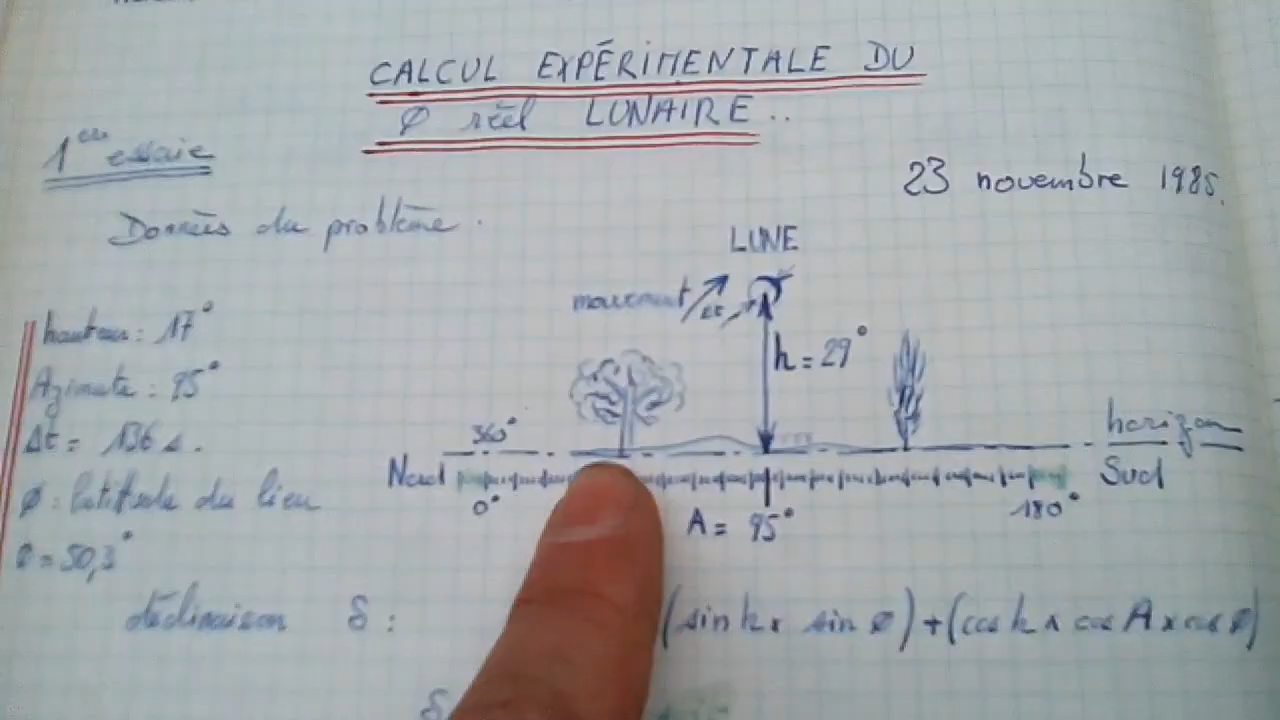 CALCUL EXPÉRIMENTALE DU
Ø réel LUNAIRE..
1er essaie
23 novembre 1985.
Données du problème.
LUNE
mouvement
Δt
hauteur: 17°
h = 29°
Azimute: 95°
Δt = 136 s.
360°
horizon
Nord
Sud
0°
180°
Ø: latitude du lieu
A = 95°
Ø = 50,3°
déclinaison δ: (sin h x sin Ø) + (cos h x cos A x cos Ø)
δ